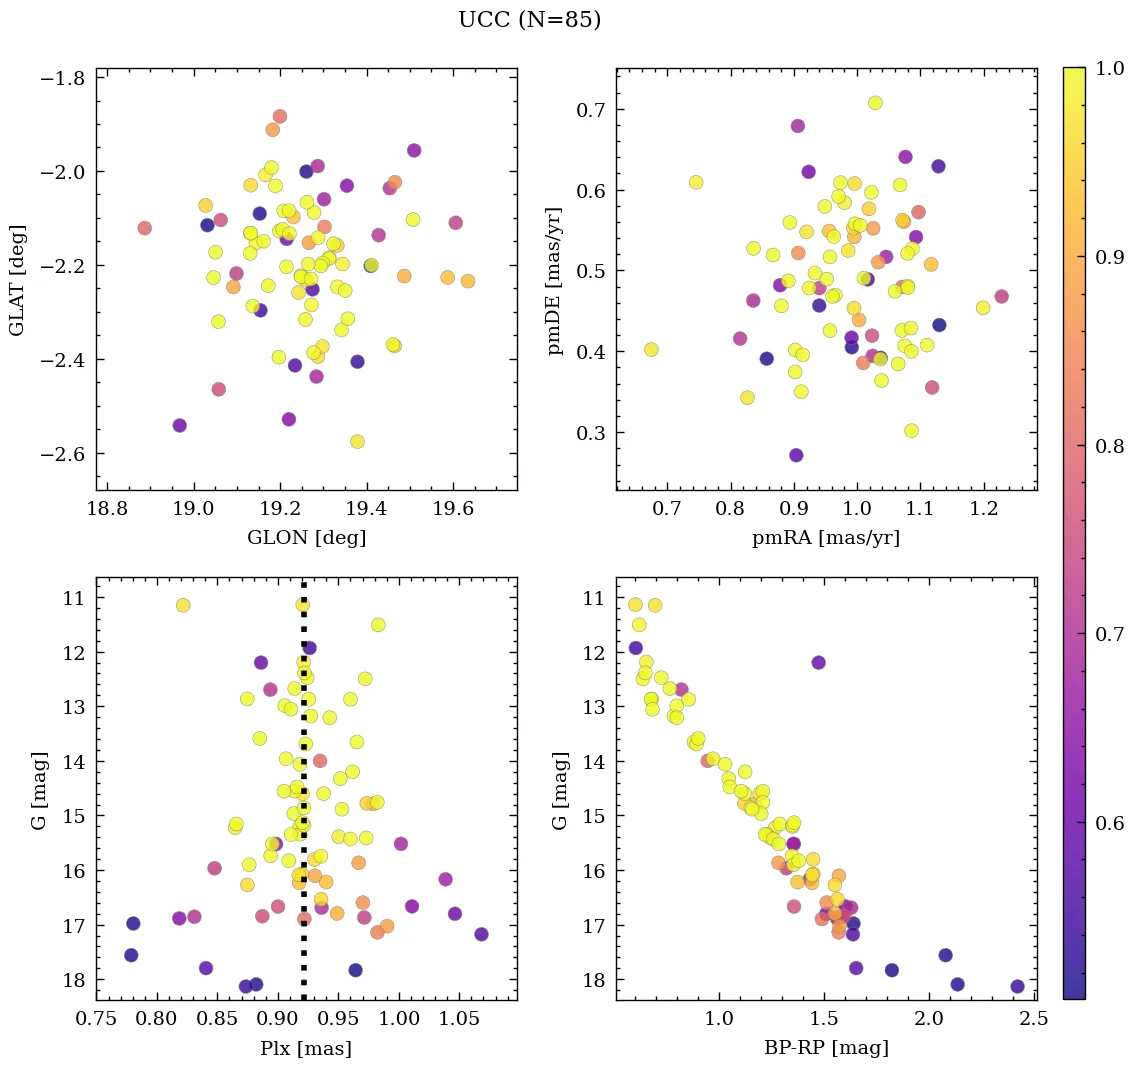 UCC (N=85)
−1.8
−2.0
−2.2
−2.4
−2.6
GLAT [deg]
18.8 19.0 19.2 19.4 19.6
GLON [deg]
0.7
0.6
0.5
0.4
0.3
pmDE [mas/yr]
0.7 0.8 0.9 1.0 1.1 1.2
pmRA [mas/yr]
11
12
13
14
15
16
17
18
G [mag]
0.75 0.80 0.85 0.90 0.95 1.00 1.05
Plx [mas]
11
12
13
14
15
16
17
18
G [mag]
1.0 1.5 2.0 2.5
BP-RP [mag]
1.0
0.9
0.8
0.7
0.6